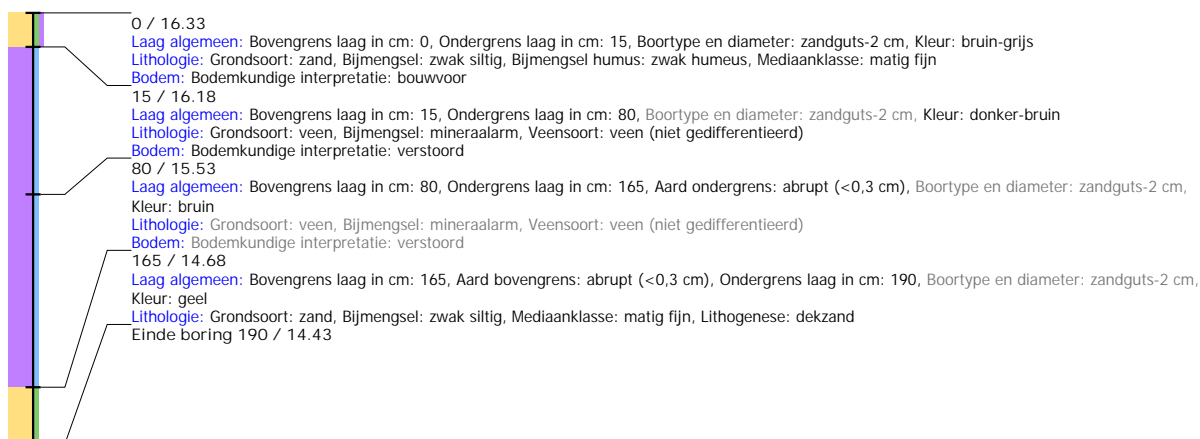 0 / 16.33
Laag algemeen: Bovengrens laag in cm: 0, Ondergrens laag in cm: 15, Boortype en diameter: zandguts-2 cm, Kleur: bruin-grijs
Lithologie: Grondsoort: zand, Bijmengsel: zwak siltig, Bijmengsel humus: zwak humeus, Mediaanklasse: matig fijn
Bodem: Bodemkundige interpretatie: bouwvoor
15 / 16.18
Laag algemeen: Bovengrens laag in cm: 15, Ondergrens laag in cm: 80, Boortype en diameter: zandguts-2 cm, Kleur: donker-bruin
Lithologie: Grondsoort: veen, Bijmengsel: mineraalarm, Veensoort: veen (niet gedifferentieerd)
Bodem: Bodemkundige interpretatie: verstoord
80 / 15.53
Laag algemeen: Bovengrens laag in cm: 80, Ondergrens laag in cm: 165, Aard ondergrens: abrupt (<0,3 cm), Boortype en diameter: zandguts-2 cm,
Kleur: bruin
Lithologie: Grondsoort: veen, Bijmengsel: mineraalarm, Veensoort: veen (niet gedifferentieerd)
Bodem: Bodemkundige interpretatie: verstoord
165 / 14.68
Laag algemeen: Bovengrens laag in cm: 165, Aard bovengrens: abrupt (<0,3 cm), Ondergrens laag in cm: 190, Boortype en diameter: zandguts-2 cm,
Kleur: geel
Lithologie: Grondsoort: zand, Bijmengsel: zwak siltig, Mediaanklasse: matig fijn, Lithogenese: dekzand
Einde boring 190 / 14.43